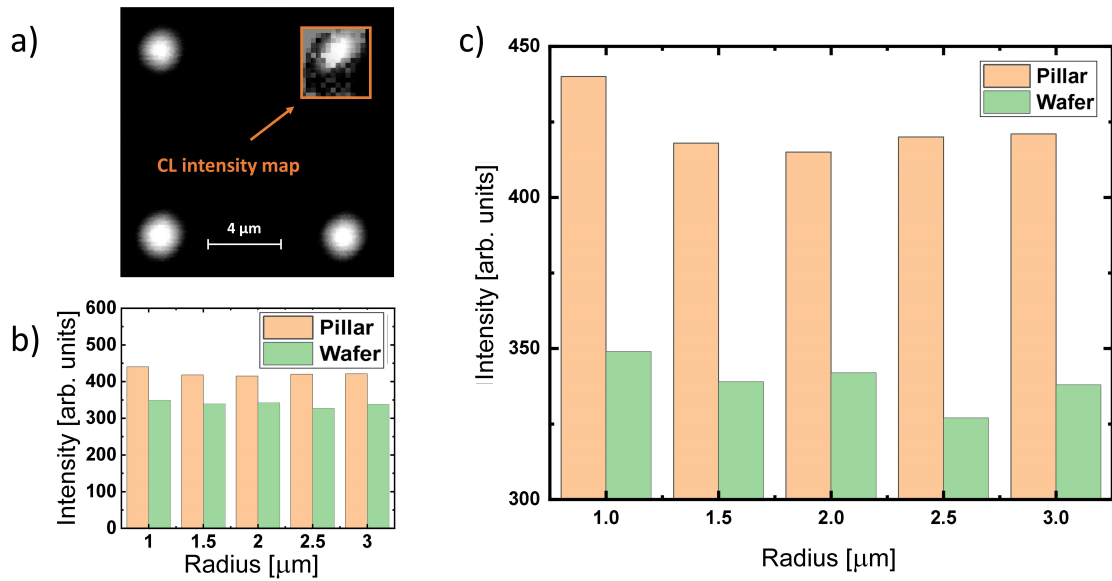 a)
CL intensity map
4 µm
b)
600
500
400
300
200
100
0
Intensity [arb. units]
Pillar
Wafer
1 1.5 2 2.5 3
Radius [µm]
c)
450
400
350
300
Intensity [arb. units]
Pillar
Wafer
1.0 1.5 2.0 2.5 3.0
Radius [µm]